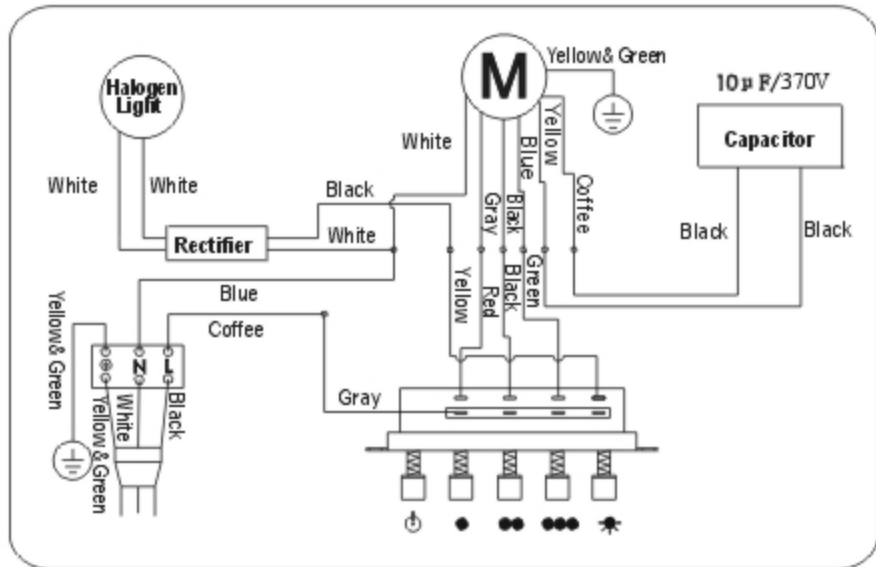 Halogen
Light
M
Yellow& Green
10μF/370V
Capacitor
White
White
White
Black
Rectifier
White
Gray
Black
Blue
Yellow
Coffee
Black
Black
Blue
Coffee
Yellow
Red
Black
Green
Yellow& Green
N
L
Yellow & Green
White
Black
Gray